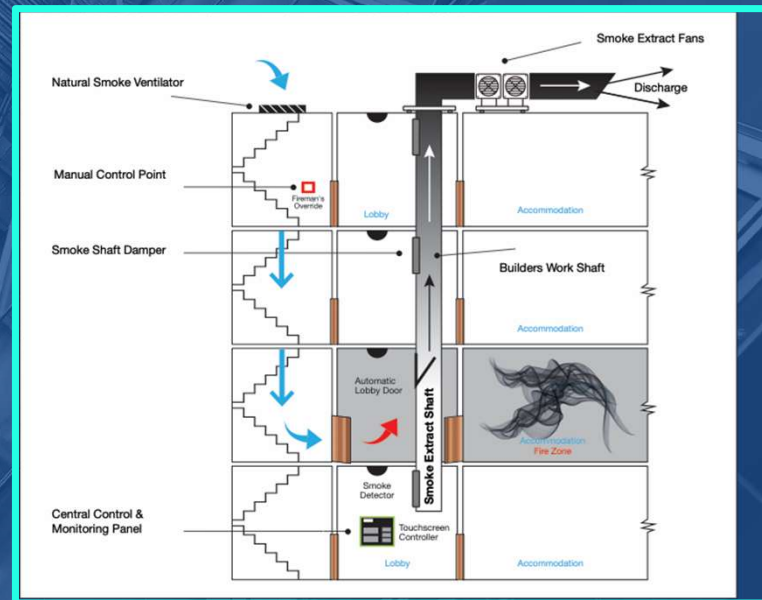 Smoke Extract Fans
Natural Smoke Ventilator
Discharge
Manual Control Point
Fireman's
Override
Lobby
Accommodation
Smoke Shaft Damper
Builders Work Shaft
Accommodation
Automatic
Lobby Door
Smoke Extract Shaft
Accommodation
Fire Zone
Smoke
Detector
Central Control &
Monitoring Panel
Touchscreen
Controller
Lobby
Accommodation